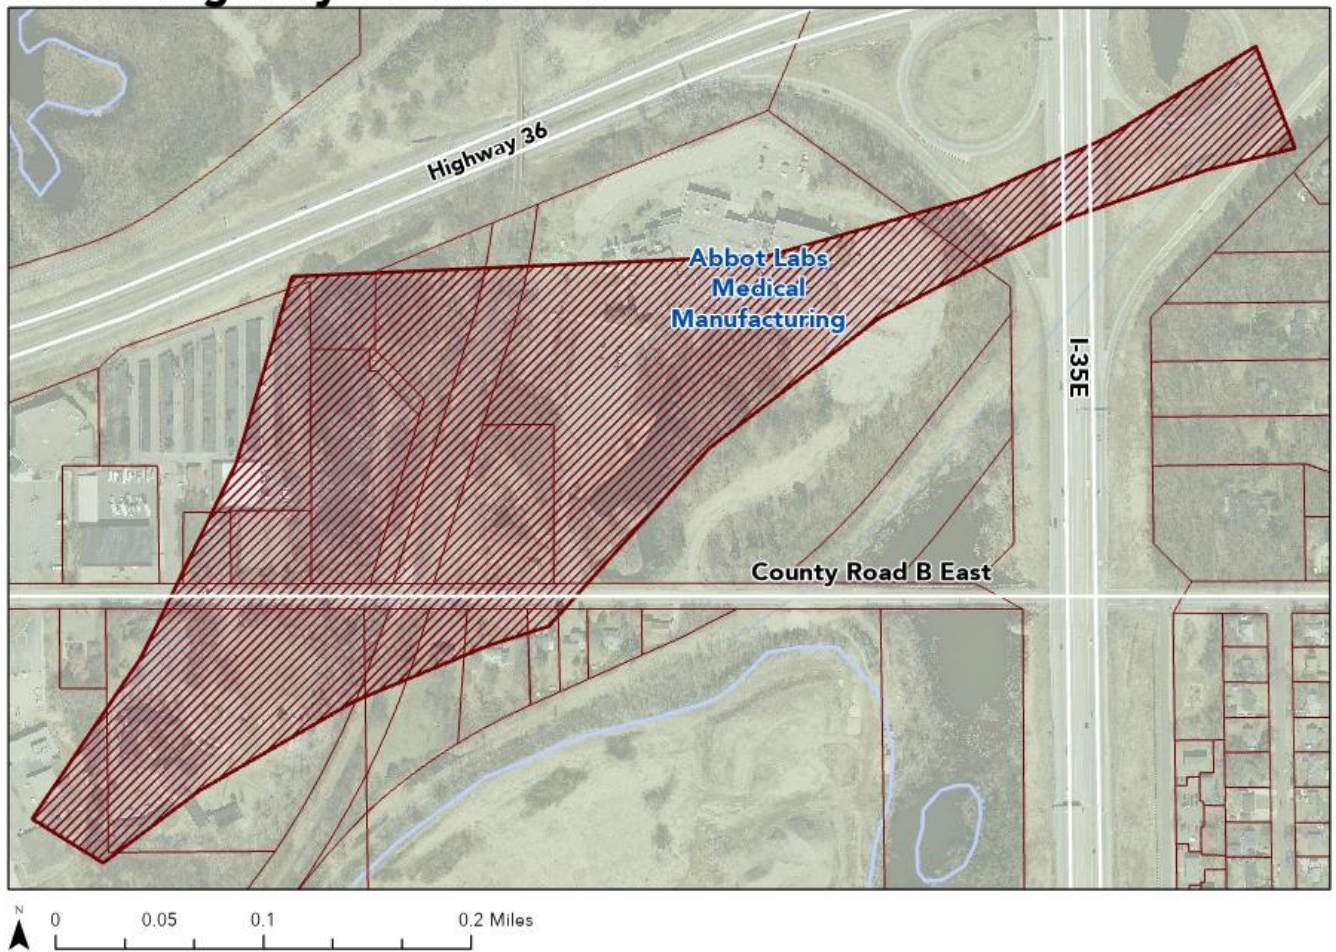 Highway 36
Abbot Labs
Medical
Manufacturing
I-35E
County Road B East
N
0 0.05 0.1 0.2 Miles